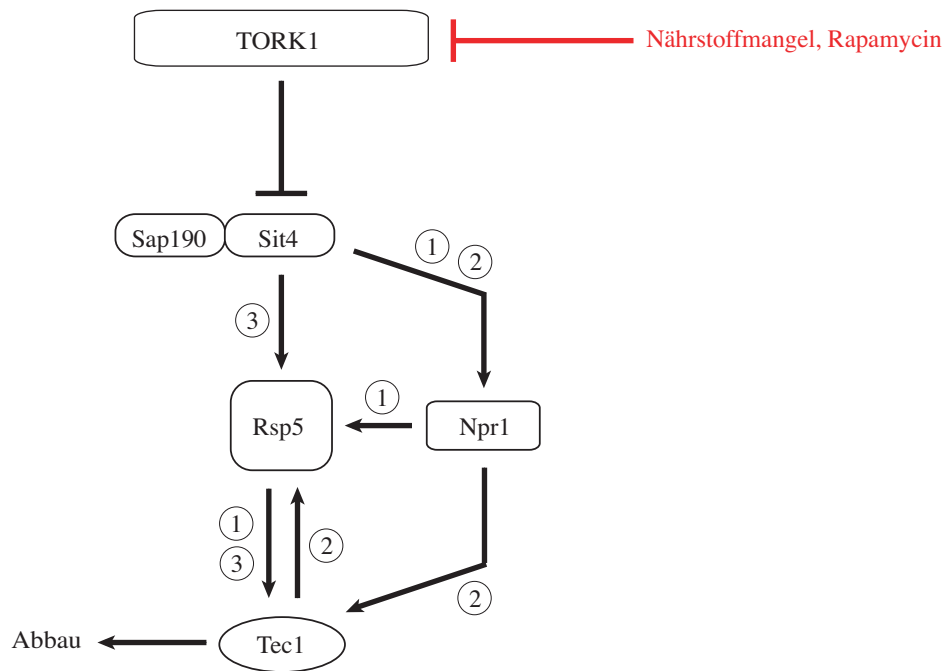 TORK1
Nährstoffmangel, Rapamycin
Sap190
Sit4
1
2
3
1
Rsp5
Npr1
1
3
2
2
Abbau
Tec1